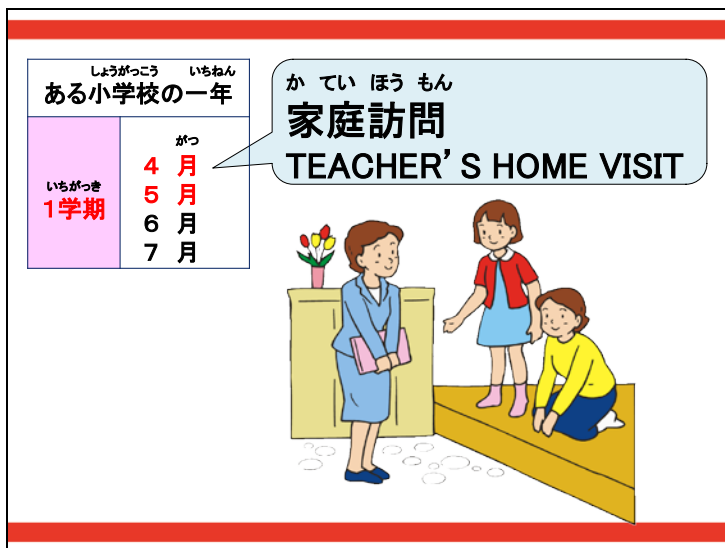 しょうがっこう いちねん
ある小学校の一年
いちがっき
1学期
がつ
4 月
5 月
6 月
7 月
か てい ほう もん
家庭訪問
TEACHER’S HOME VISIT